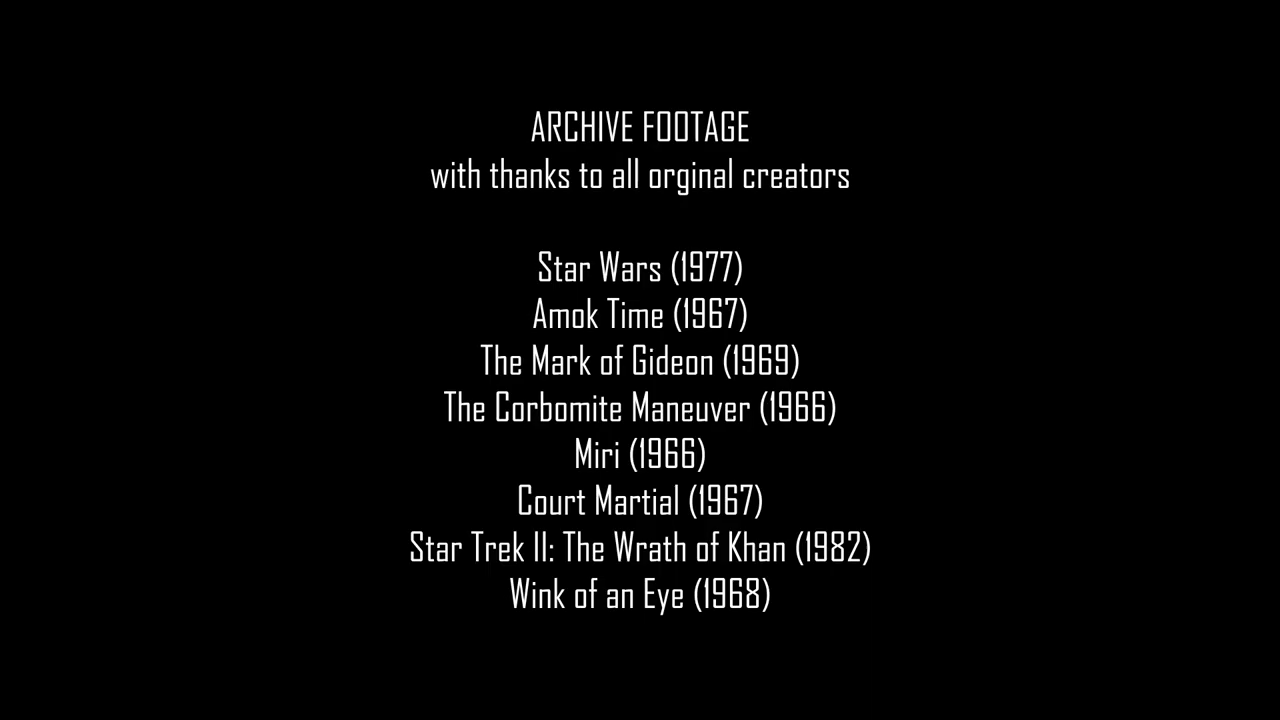 ARCHIVE FOOTAGE
with thanks to all orginal creators
Star Wars (1977)
Amok Time (1967)
The Mark of Gideon (1969)
The Corbomite Maneuver (1966)
Miri (1966)
Court Martial (1967)
Star Trek II: The Wrath of Khan (1982)
Wink of an Eye (1968)